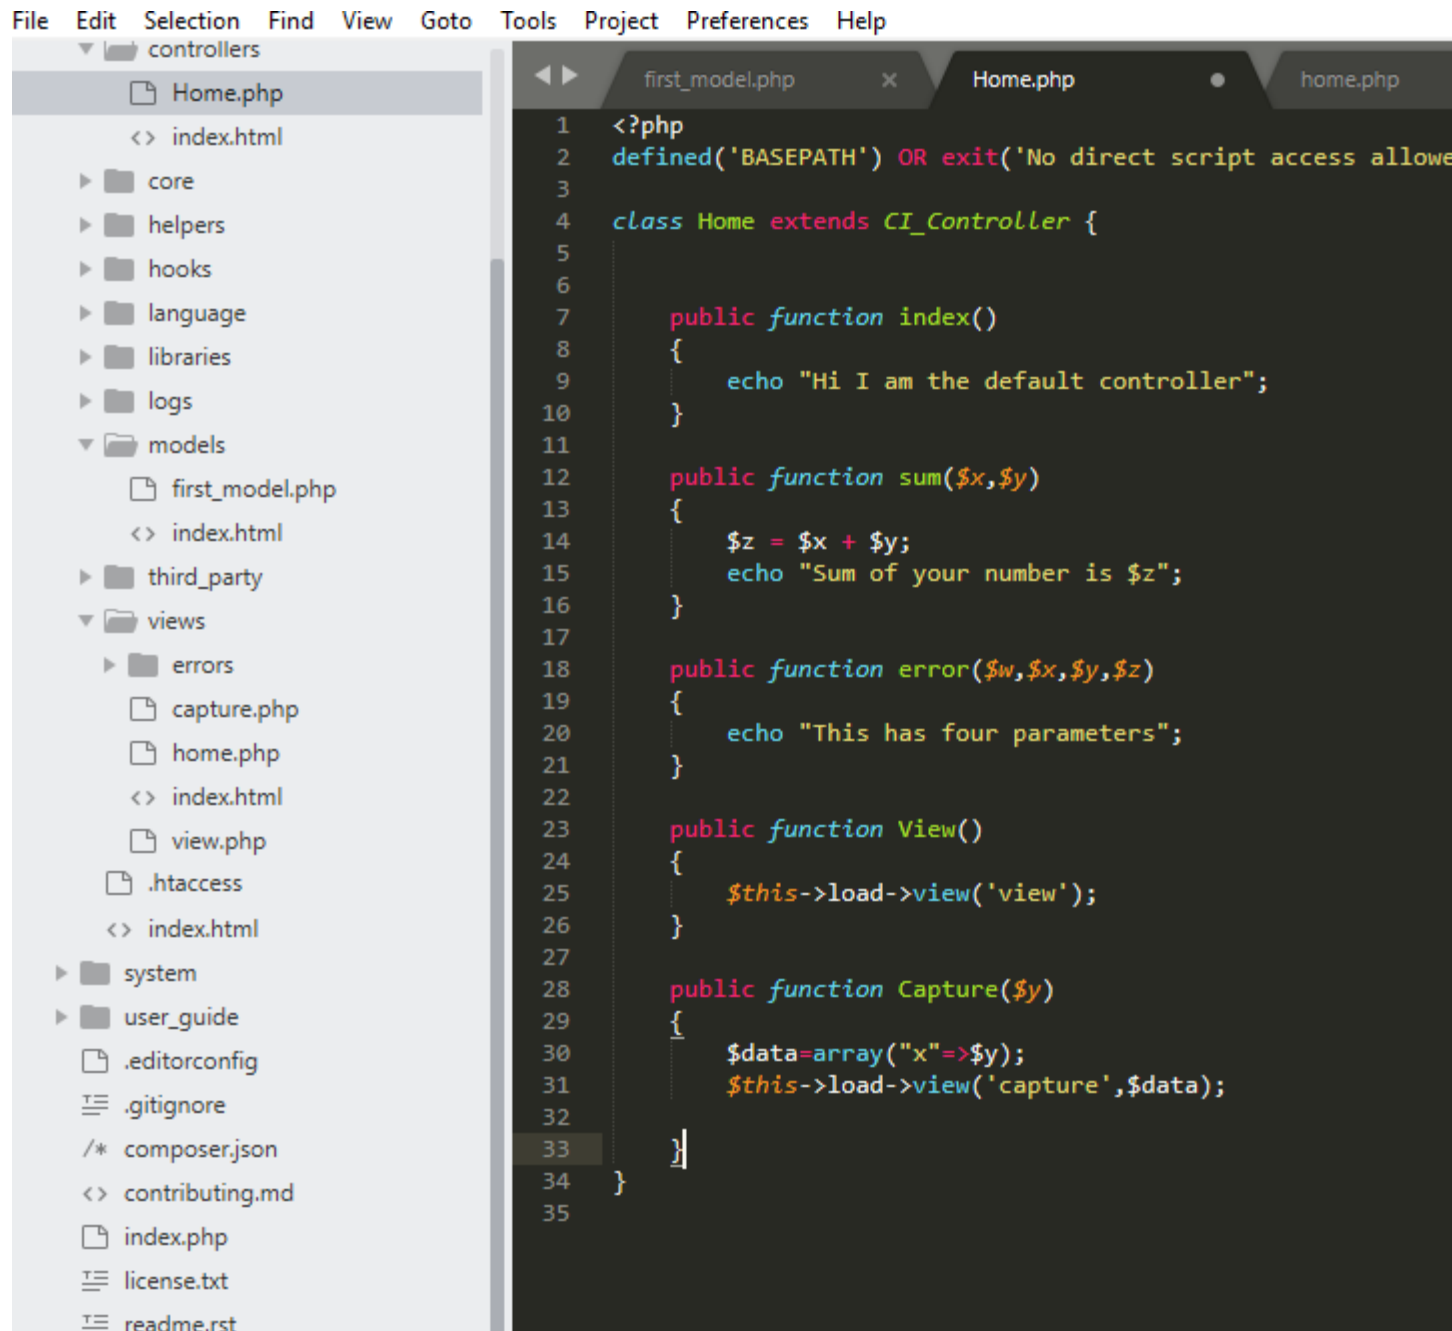 File Edit Selection Find View Goto Tools Project Preferences Help
controllers
Home.php
<> index.html
core
helpers
hooks
language
libraries
logs
models
first_model.php
<> index.html
third_party
views
errors
capture.php
home.php
<> index.html
view.php
.htaccess
<> index.html
system
user_guide
.editorconfig
.gitignore
/* composer.json
<> contributing.md
index.php
license.txt
readme.rst
first_model.php × Home.php home.php
1 <?php
2 defined('BASEPATH') OR exit('No direct script access allowe
3
4 class Home extends CI_Controller {
5
6
7 public function index()
8 {
9 echo "Hi I am the default controller";
10 }
11
12 public function sum($x,$y)
13 {
14 $z = $x + $y;
15 echo "Sum of your number is $z";
16 }
17
18 public function error($w,$x,$y,$z)
19 {
20 echo "This has four parameters";
21 }
22
23 public function View()
24 {
25 $this->load->view('view');
26 }
27
28 public function Capture($y)
29 {
30 $data=array("x"=>$y);
31 $this->load->view('capture',$data);
32
33 }
34 }
35